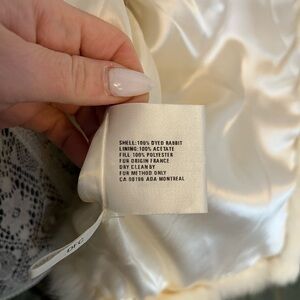 SHELL: 100% DYED RABBIT
LINING: 100% ACETATE
FILL: 100% POLYESTER
FUR ORIGIN FRANCE
DRY CLEAN BY
FUR METHOD ONLY
CA 00106 ADA MONTREAL